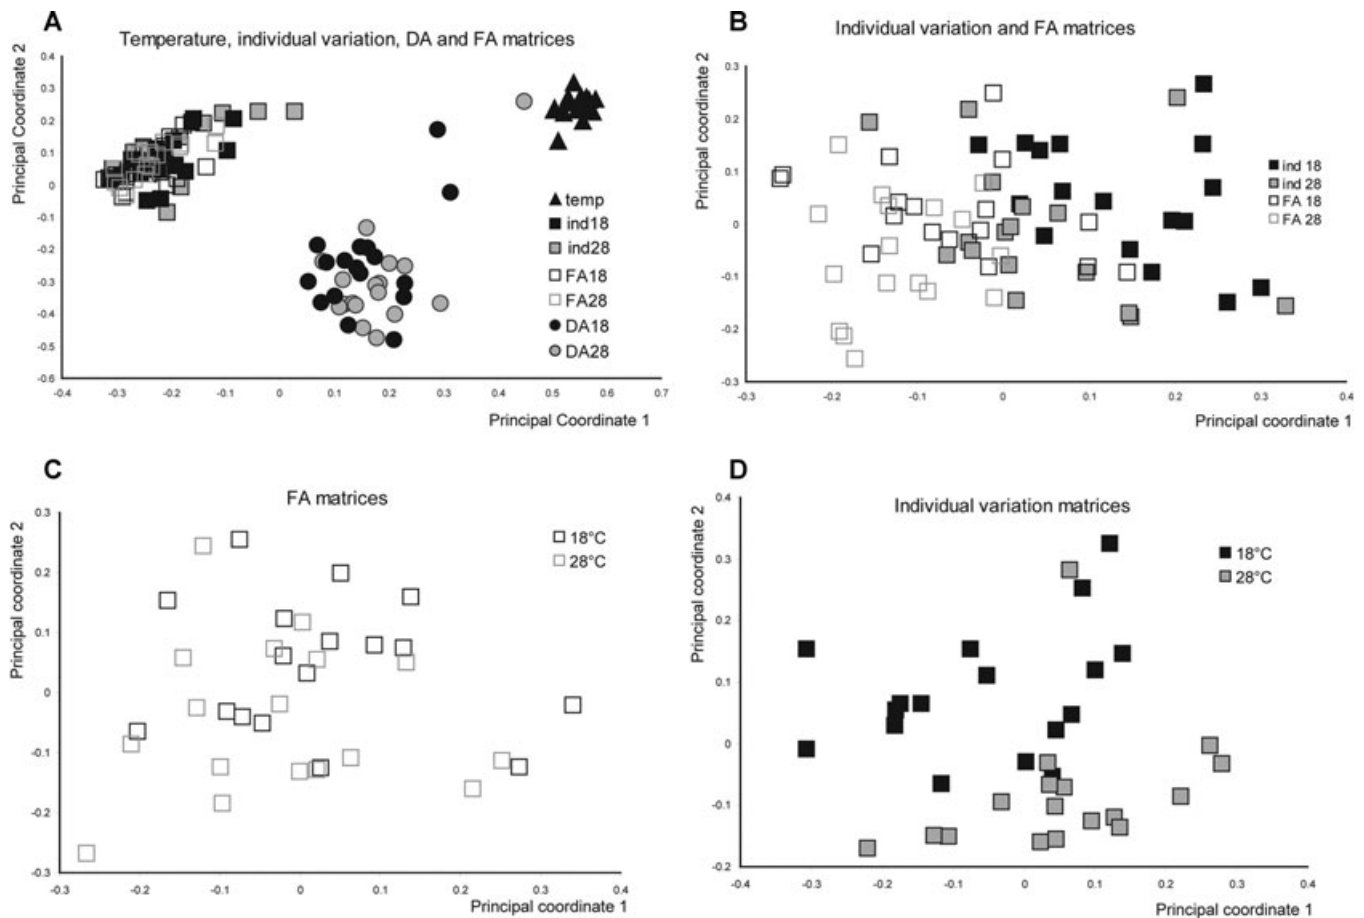 A
Temperature, individual variation, DA and FA matrices
Principal Coordinate 2
0.4
0.3
0.2
0.1
0
-0.1
-0.2
-0.3
-0.4
-0.5
-0.6
-0.4
-0.3
-0.2
-0.1
0
0.1
0.2
0.3
0.4
0.5
0.6
0.7
Principal Coordinate 1
temp
ind18
ind28
FA18
FA28
DA18
DA28
B
Individual variation and FA matrices
Principal coordinate 2
0.3
0.2
0.1
0
-0.1
-0.2
-0.3
-0.3
-0.2
-0.1
0
0.1
0.2
0.3
0.4
Principal coordinate 1
ind 18
ind 28
FA 18
FA 28
C
FA matrices
Principal coordinate 2
0.3
0.2
0.1
0
-0.1
-0.2
-0.3
-0.3
-0.2
-0.1
0
0.1
0.2
0.3
0.4
Principal coordinate 1
18°C
28°C
D
Individual variation matrices
Principal coordinate 2
0.4
0.3
0.2
0.1
0
-0.1
-0.2
-0.4
-0.3
-0.2
-0.1
0
0.1
0.2
0.3
0.4
Principal coordinate 1
18°C
28°C